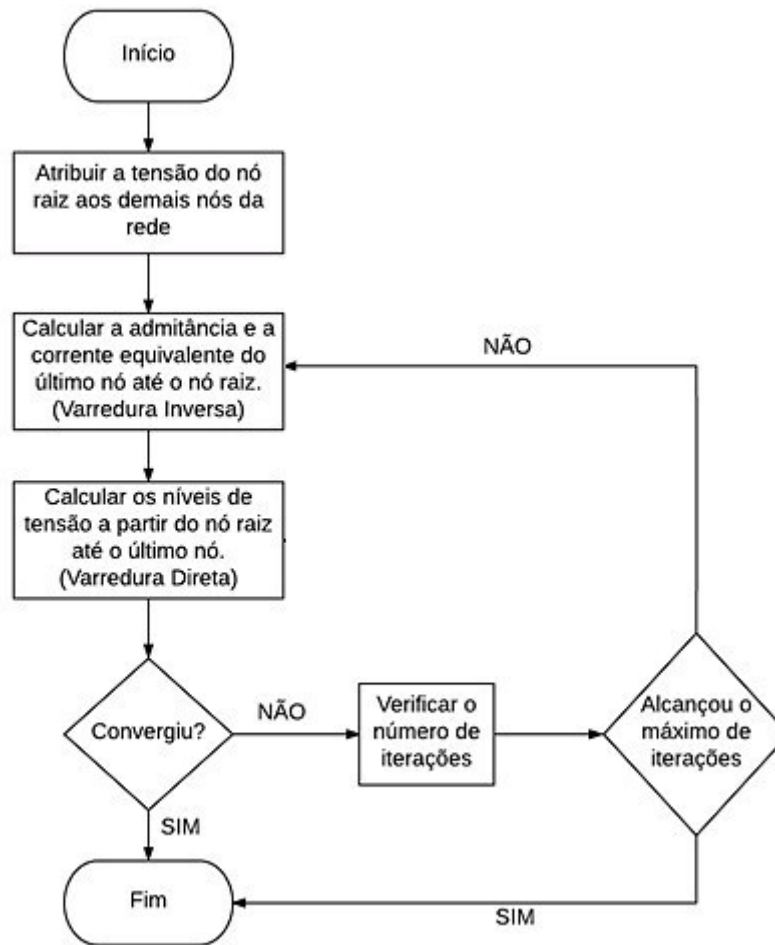 Início
Atribuir a tensão do nó
raiz aos demais nós da
rede
Calcular a admitância e a
corrente equivalente do
último nó até o nó raiz.
(Varredura Inversa)
NÃO
Calcular os níveis de
tensão a partir do nó raiz
até o último nó.
(Varredura Direta)
Convergiu?
NÃO
Verificar o
número de
iterações
Alcançou o
máximo de
iterações
SIM
Fim
SIM